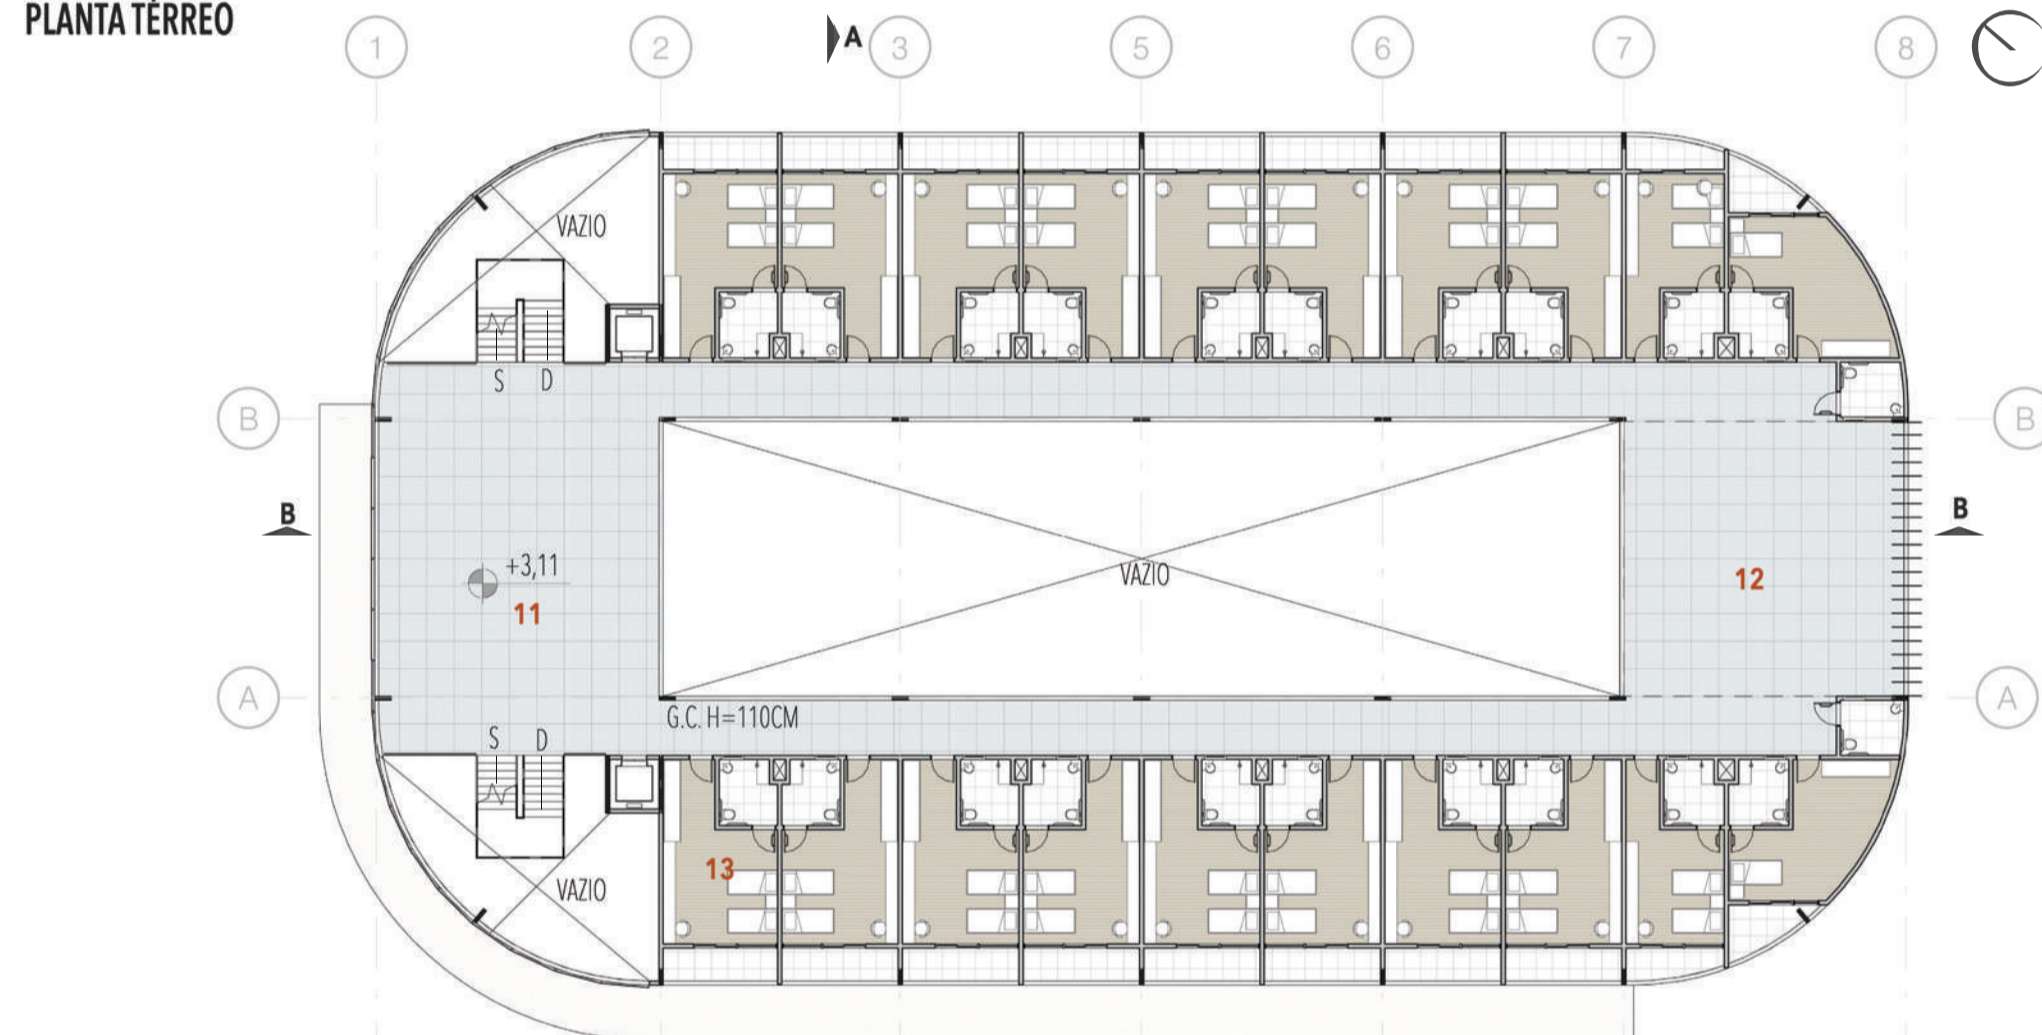 PLANTA TÉRREO
1
2
A
3
5
6
7
8
VAZIO
S
D
B
B
B
B
+3,11
11
VAZIO
12
A
A
G.C. H=110CM
S
D
13
VAZIO